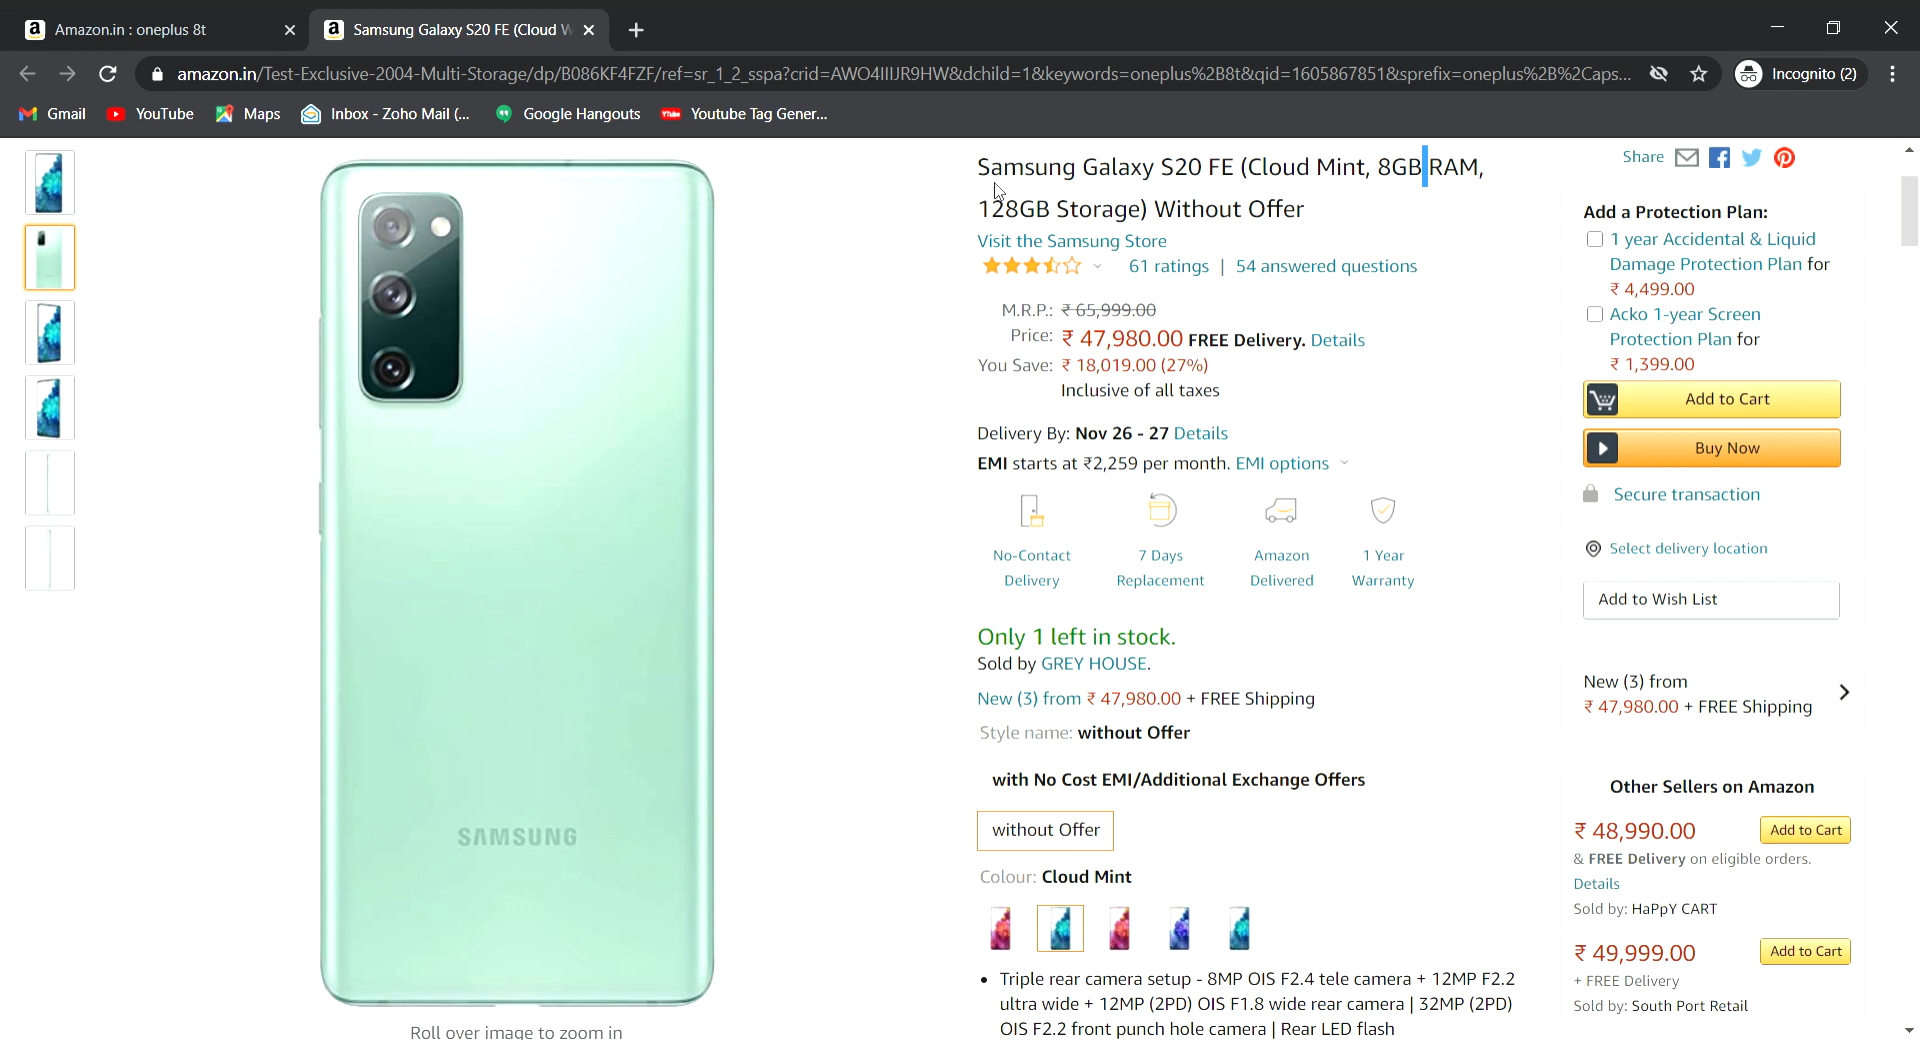 Amazon.in : oneplus 8t
Samsung Galaxy S20 FE (Cloud W
amazon.in/Test-Exclusive-2004-Multi-Storage/dp/B086KF4FZF/ref=sr_1_2_sspa?crid=AWO4IIIJR9HW&dchild=1&keywords=oneplus%2B8t&qid=1605867851&sprefix=oneplus%2B%2Caps...
Incognito (2)
Gmail
YouTube
Maps
Inbox - Zoho Mail (...
Google Hangouts
Youtube Tag Gener...
SAMSUNG
Roll over image to zoom in
Samsung Galaxy S20 FE (Cloud Mint, 8GB RAM,
128GB Storage) Without Offer
Visit the Samsung Store
61 ratings | 54 answered questions
M.R.P.: ₹ 65,999.00
Price: ₹ 47,980.00 FREE Delivery. Details
You Save: ₹ 18,019.00 (27%)
Inclusive of all taxes
Delivery By: Nov 26 - 27 Details
EMI starts at ₹2,259 per month. EMI options
No-Contact
Delivery
7 Days
Replacement
Amazon
Delivered
1 Year
Warranty
Only 1 left in stock.
Sold by GREY HOUSE.
New (3) from ₹ 47,980.00 + FREE Shipping
Style name: without Offer
with No Cost EMI/Additional Exchange Offers
without Offer
Colour: Cloud Mint
• Triple rear camera setup - 8MP OIS F2.4 tele camera + 12MP F2.2
ultra wide + 12MP (2PD) OIS F1.8 wide rear camera | 32MP (2PD)
OIS F2.2 front punch hole camera | Rear LED flash
Share
Add a Protection Plan:
1 year Accidental & Liquid
Damage Protection Plan for
₹ 4,499.00
Acko 1-year Screen
Protection Plan for
₹ 1,399.00
Add to Cart
Buy Now
Secure transaction
Select delivery location
Add to Wish List
New (3) from
₹ 47,980.00 + FREE Shipping
Other Sellers on Amazon
₹ 48,990.00
Add to Cart
& FREE Delivery on eligible orders.
Details
Sold by: HaPpY CART
₹ 49,999.00
Add to Cart
+ FREE Delivery
Sold by: South Port Retail